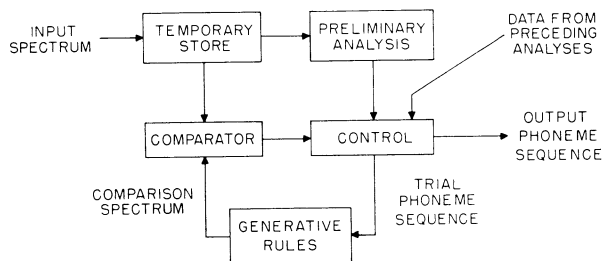 INPUT
SPECTRUM
TEMPORARY
STORE
PRELIMINARY
ANALYSIS
DATA FROM
PRECEDING
ANALYSES
COMPARATOR
CONTROL
OUTPUT
PHONEME
SEQUENCE
COMPARISON
SPECTRUM
TRIAL
PHONEME
SEQUENCE
GENERATIVE
RULES